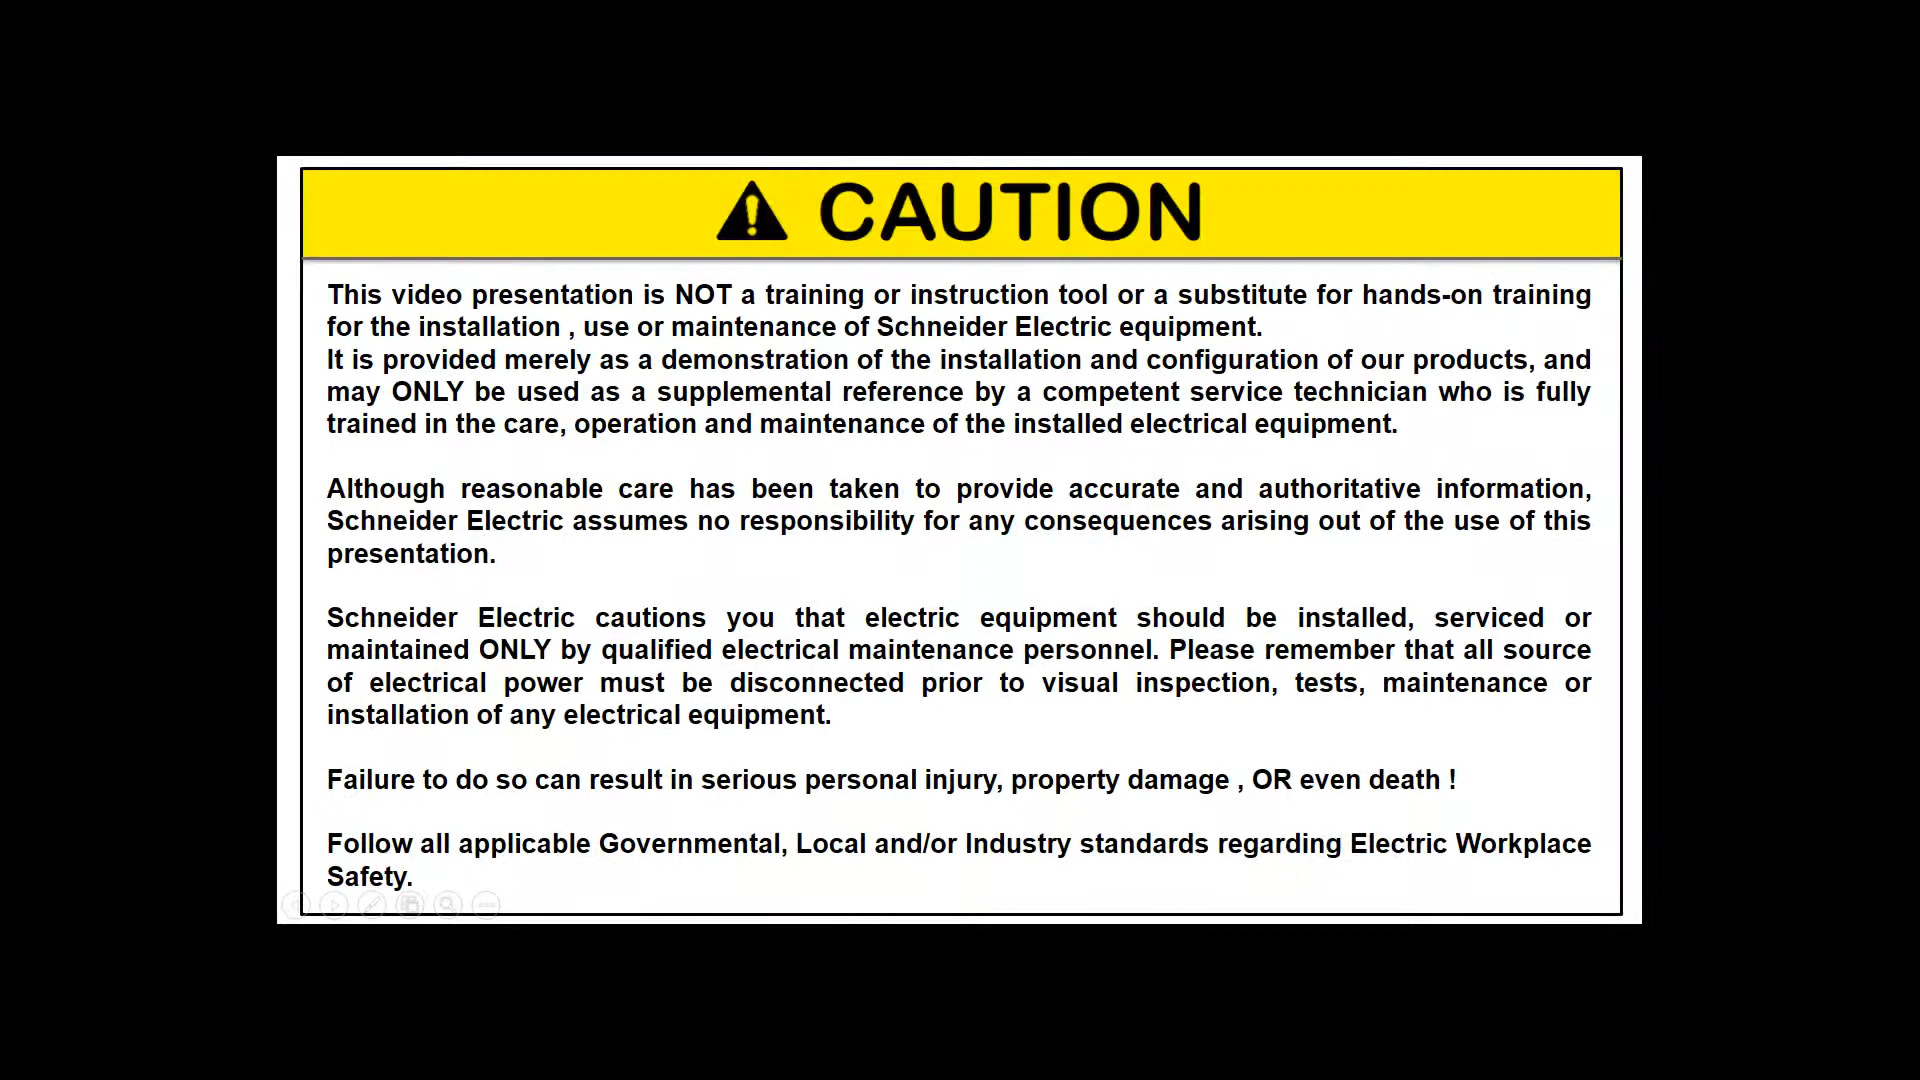 CAUTION
This video presentation is NOT a training or instruction tool or a substitute for hands-on training
for the installation , use or maintenance of Schneider Electric equipment.
It is provided merely as a demonstration of the installation and configuration of our products, and
may ONLY be used as a supplemental reference by a competent service technician who is fully
trained in the care, operation and maintenance of the installed electrical equipment.
Although reasonable care has been taken to provide accurate and authoritative information,
Schneider Electric assumes no responsibility for any consequences arising out of the use of this
presentation.
Schneider Electric cautions you that electric equipment should be installed, serviced or
maintained ONLY by qualified electrical maintenance personnel. Please remember that all source
of electrical power must be disconnected prior to visual inspection, tests, maintenance or
installation of any electrical equipment.
Failure to do so can result in serious personal injury, property damage , OR even death !
Follow all applicable Governmental, Local and/or Industry standards regarding Electric Workplace
Safety.